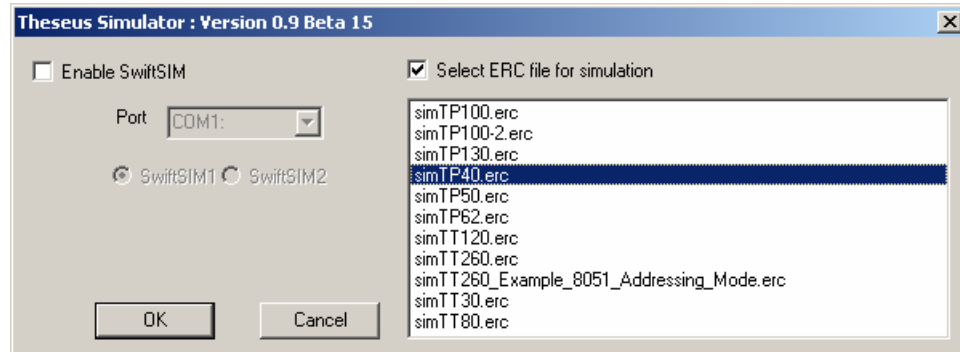 Theseus Simulator : Version 0.9 Beta 15
Enable SwiftSIM
Port COM1:
SwiftSIM1 SwiftSIM2
OK Cancel
Select ERC file for simulation
simTP100.erc
simTP100-2.erc
simTP130.erc
simTP40.erc
simTP50.erc
simTP62.erc
simTT120.erc
simTT260.erc
simTT260_Example_8051_Addressing_Mode.erc
simTT30.erc
simTT80.erc